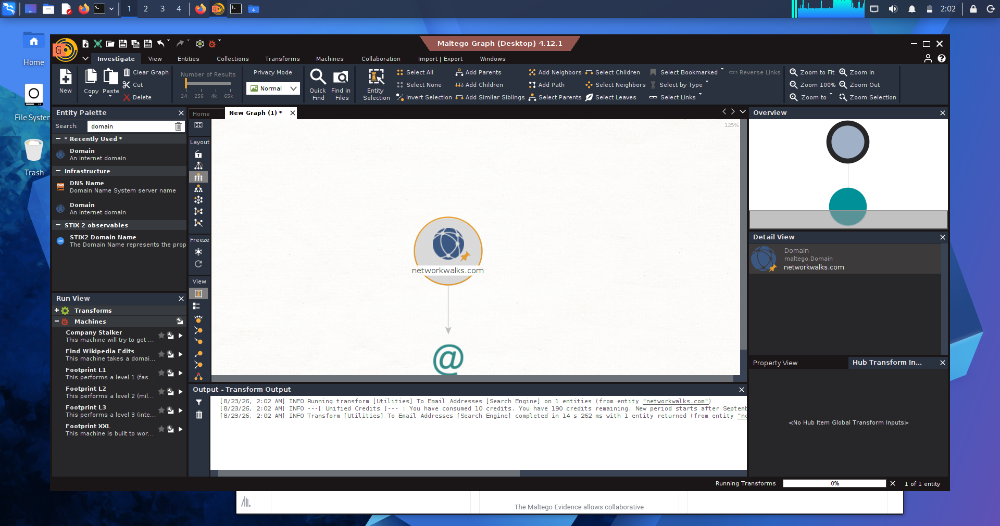 1 2 3 4
2:02
Home
File System
Trash
Maltego Graph (Desktop) 4.12.1
Investigate View Entities Collections Transforms Machines Collaboration Import | Export Windows
New
Copy
Paste
Clear Graph
Cut
Delete
Number of Results
24 256 4k 65k
Privacy Mode
Normal
Quick Find
Find in Files
Entity Selection
Select All
Select None
Invert Selection
Add Parents
Add Children
Add Similar Siblings
Add Neighbors
Add Path
Select Parents
Select Children
Select Neighbors
Select Leaves
Select Bookmarked
Select by Type
Select Links
Reverse Links
Zoom to Fit
Zoom 100%
Zoom to
Zoom In
Zoom Out
Zoom Selection
Entity Palette
Search: domain
* Recently Used *
Domain
An internet domain
Infrastructure
DNS
DNS Name
Domain Name System server name
Domain
An internet domain
STIX 2 observables
STIX2 Domain Name
The Domain Name represents the prop
Run View
Transforms
Machines
Company Stalker
This machine will try to get ...
Find Wikipedia Edits
This machine takes a domai...
Footprint L1
This performs a level 1 (fas...
Footprint L2
This performs a level 2 (mil...
Footprint L3
This performs a level 3 (inte...
Footprint XXL
This machine is built to wor...
Home
New Graph (1) *
Layout
Freeze
View
125%
networkwalks.com
@
Output - Transform Output
[8/23/26, 2:02 AM] INFO Running transform [Utilities] To Email Addresses [Search Engine] on 1 entities (from entity "networkwalks.com")
[8/23/26, 2:02 AM] INFO ---[ Unified Credits ]--- : You have consumed 10 credits. You have 190 credits remaining. New period starts after Septemb
[8/23/26, 2:02 AM] INFO Transform [Utilities] To Email Addresses [Search Engine] completed in 14 s 262 ms with 1 entity returned (from entity "ne
Overview
Detail View
Domain
maltego.Domain
networkwalks.com
Property View
Hub Transform In...
<No Hub Item Global Transform Inputs>
Running Transforms
0%
1 of 1 entity
The Maltego Evidence allows collaborative